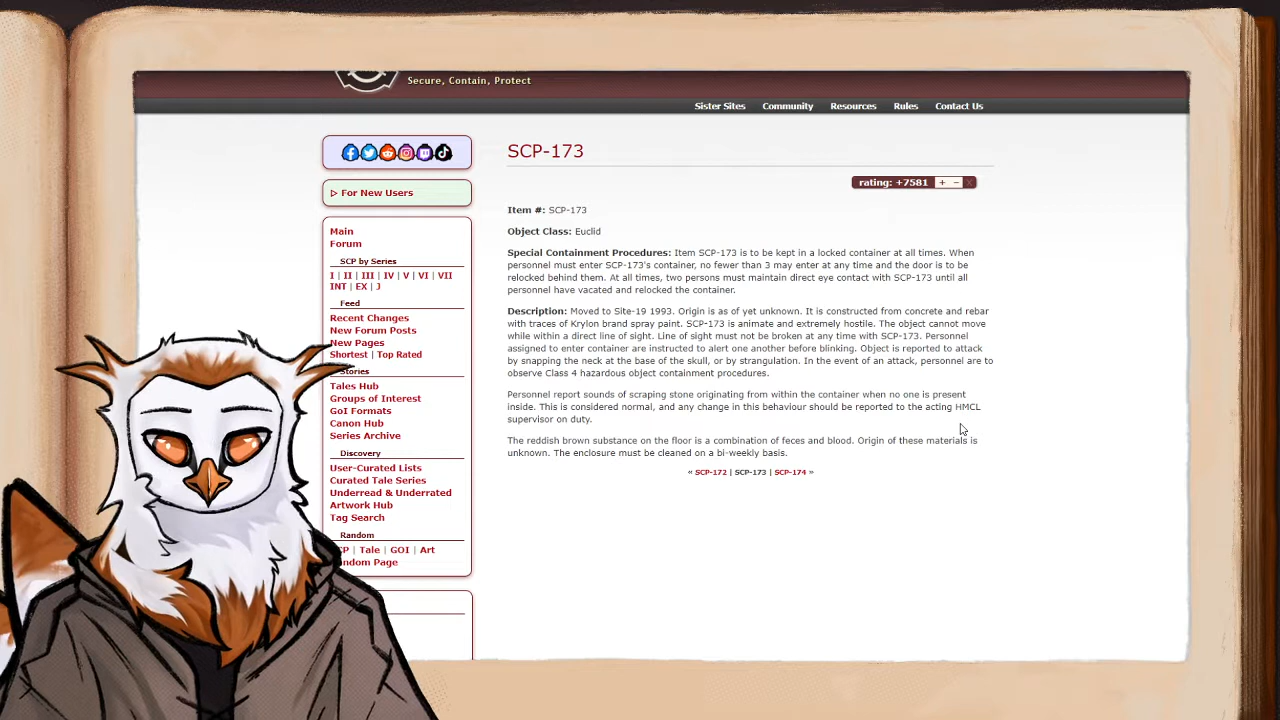 Secure, Contain, Protect
Sister Sites Community Resources Rules Contact Us
▷ For New Users
Main
Forum
SCP by Series
I | II | III | IV | V | VI | VII
INT | EX | J
Feed
Recent Changes
New Forum Posts
New Pages
Shortest | Top Rated
Stories
Tales Hub
Groups of Interest
GoI Formats
Canon Hub
Series Archive
Discovery
User-Curated Lists
Curated Tale Series
Underread & Underrated
Artwork Hub
Tag Search
Random
| Tale | GOI | Art
Page
SCP-173
rating: +7581 + – X
Item #: SCP-173
Object Class: Euclid
Special Containment Procedures: Item SCP-173 is to be kept in a locked container at all times. When
personnel must enter SCP-173's container, no fewer than 3 may enter at any time and the door is to be
relocked behind them. At all times, two persons must maintain direct eye contact with SCP-173 until all
personnel have vacated and relocked the container.
Description: Moved to Site-19 1993. Origin is as of yet unknown. It is constructed from concrete and rebar
with traces of Krylon brand spray paint. SCP-173 is animate and extremely hostile. The object cannot move
while within a direct line of sight. Line of sight must not be broken at any time with SCP-173. Personnel
assigned to enter container are instructed to alert one another before blinking. Object is reported to attack
by snapping the neck at the base of the skull, or by strangulation. In the event of an attack, personnel are to
observe Class 4 hazardous object containment procedures.
Personnel report sounds of scraping stone originating from within the container when no one is present
inside. This is considered normal, and any change in this behaviour should be reported to the acting HMCL
supervisor on duty.
The reddish brown substance on the floor is a combination of feces and blood. Origin of these materials is
unknown. The enclosure must be cleaned on a bi-weekly basis.
« SCP-172 | SCP-173 | SCP-174 »